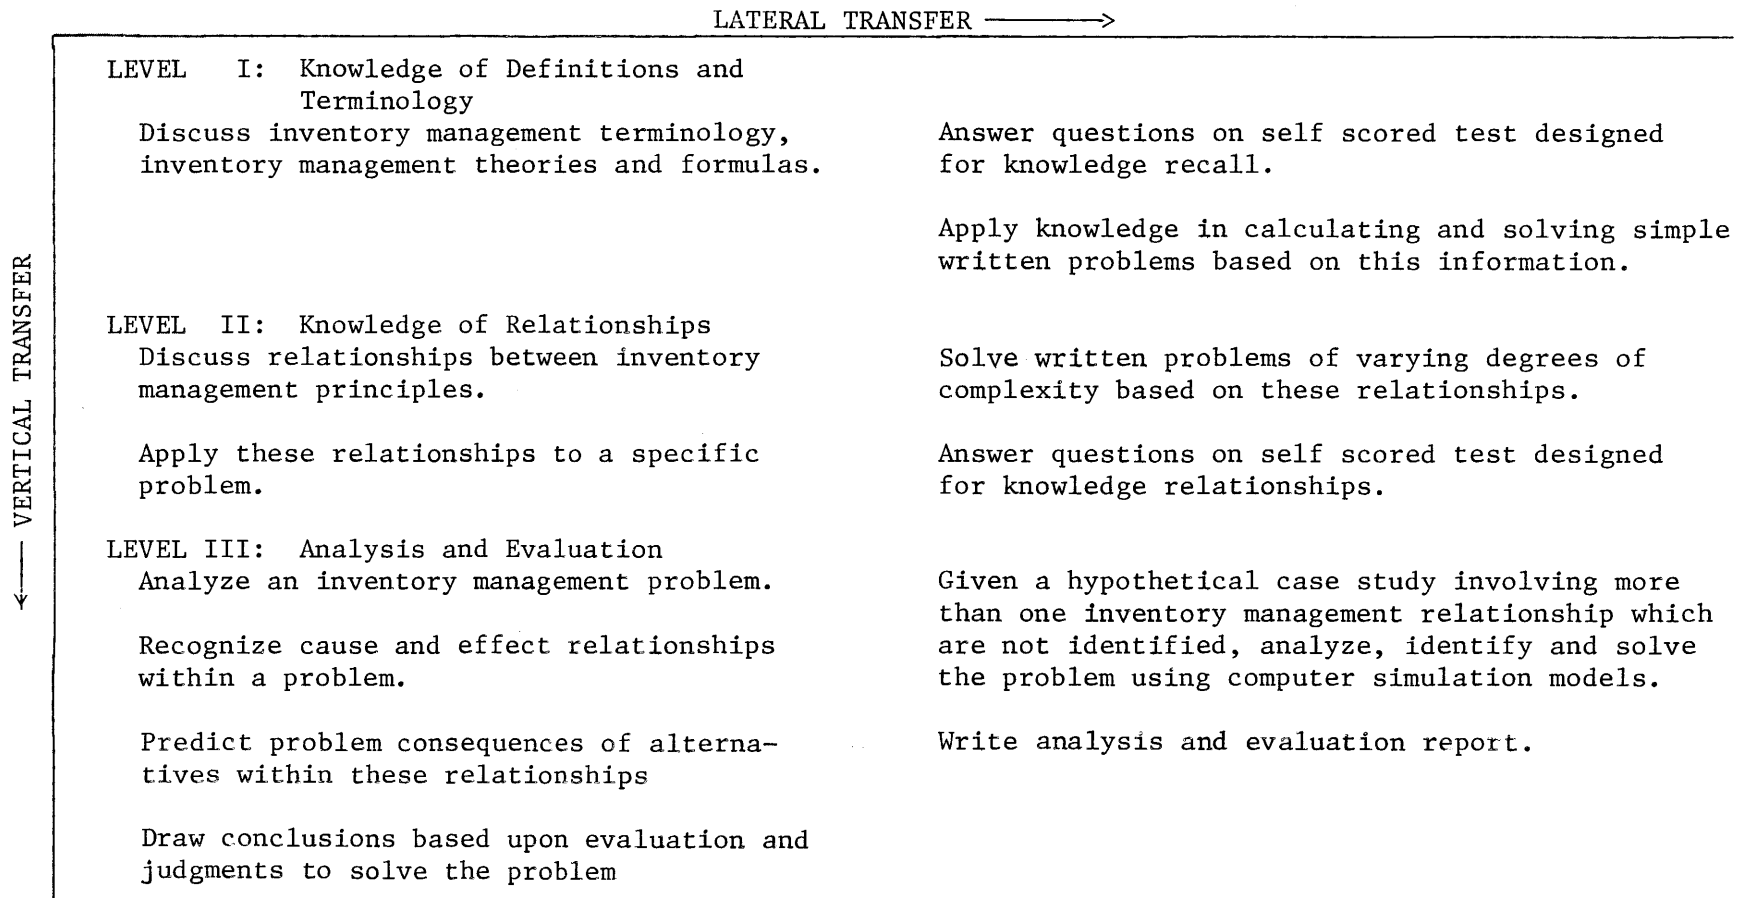 LATERAL TRANSFER
LEVEL I: Knowledge of Definitions and
Terminology
Discuss inventory management terminology,
inventory management theories and formulas.
Answer questions on self scored test designed
for knowledge recall.
Apply knowledge in calculating and solving simple
written problems based on this information.
VERTICAL TRANSFER
LEVEL II: Knowledge of Relationships
Discuss relationships between inventory
management principles.
Solve written problems of varying degrees of
complexity based on these relationships.
Apply these relationships to a specific
problem.
Answer questions on self scored test designed
for knowledge relationships.
LEVEL III: Analysis and Evaluation
Analyze an inventory management problem.
Given a hypothetical case study involving more
than one inventory management relationship which
are not identified, analyze, identify and solve
the problem using computer simulation models.
Recognize cause and effect relationships
within a problem.
Predict problem consequences of alterna-
tives within these relationships
Write analysis and evaluation report.
Draw conclusions based upon evaluation and
judgments to solve the problem